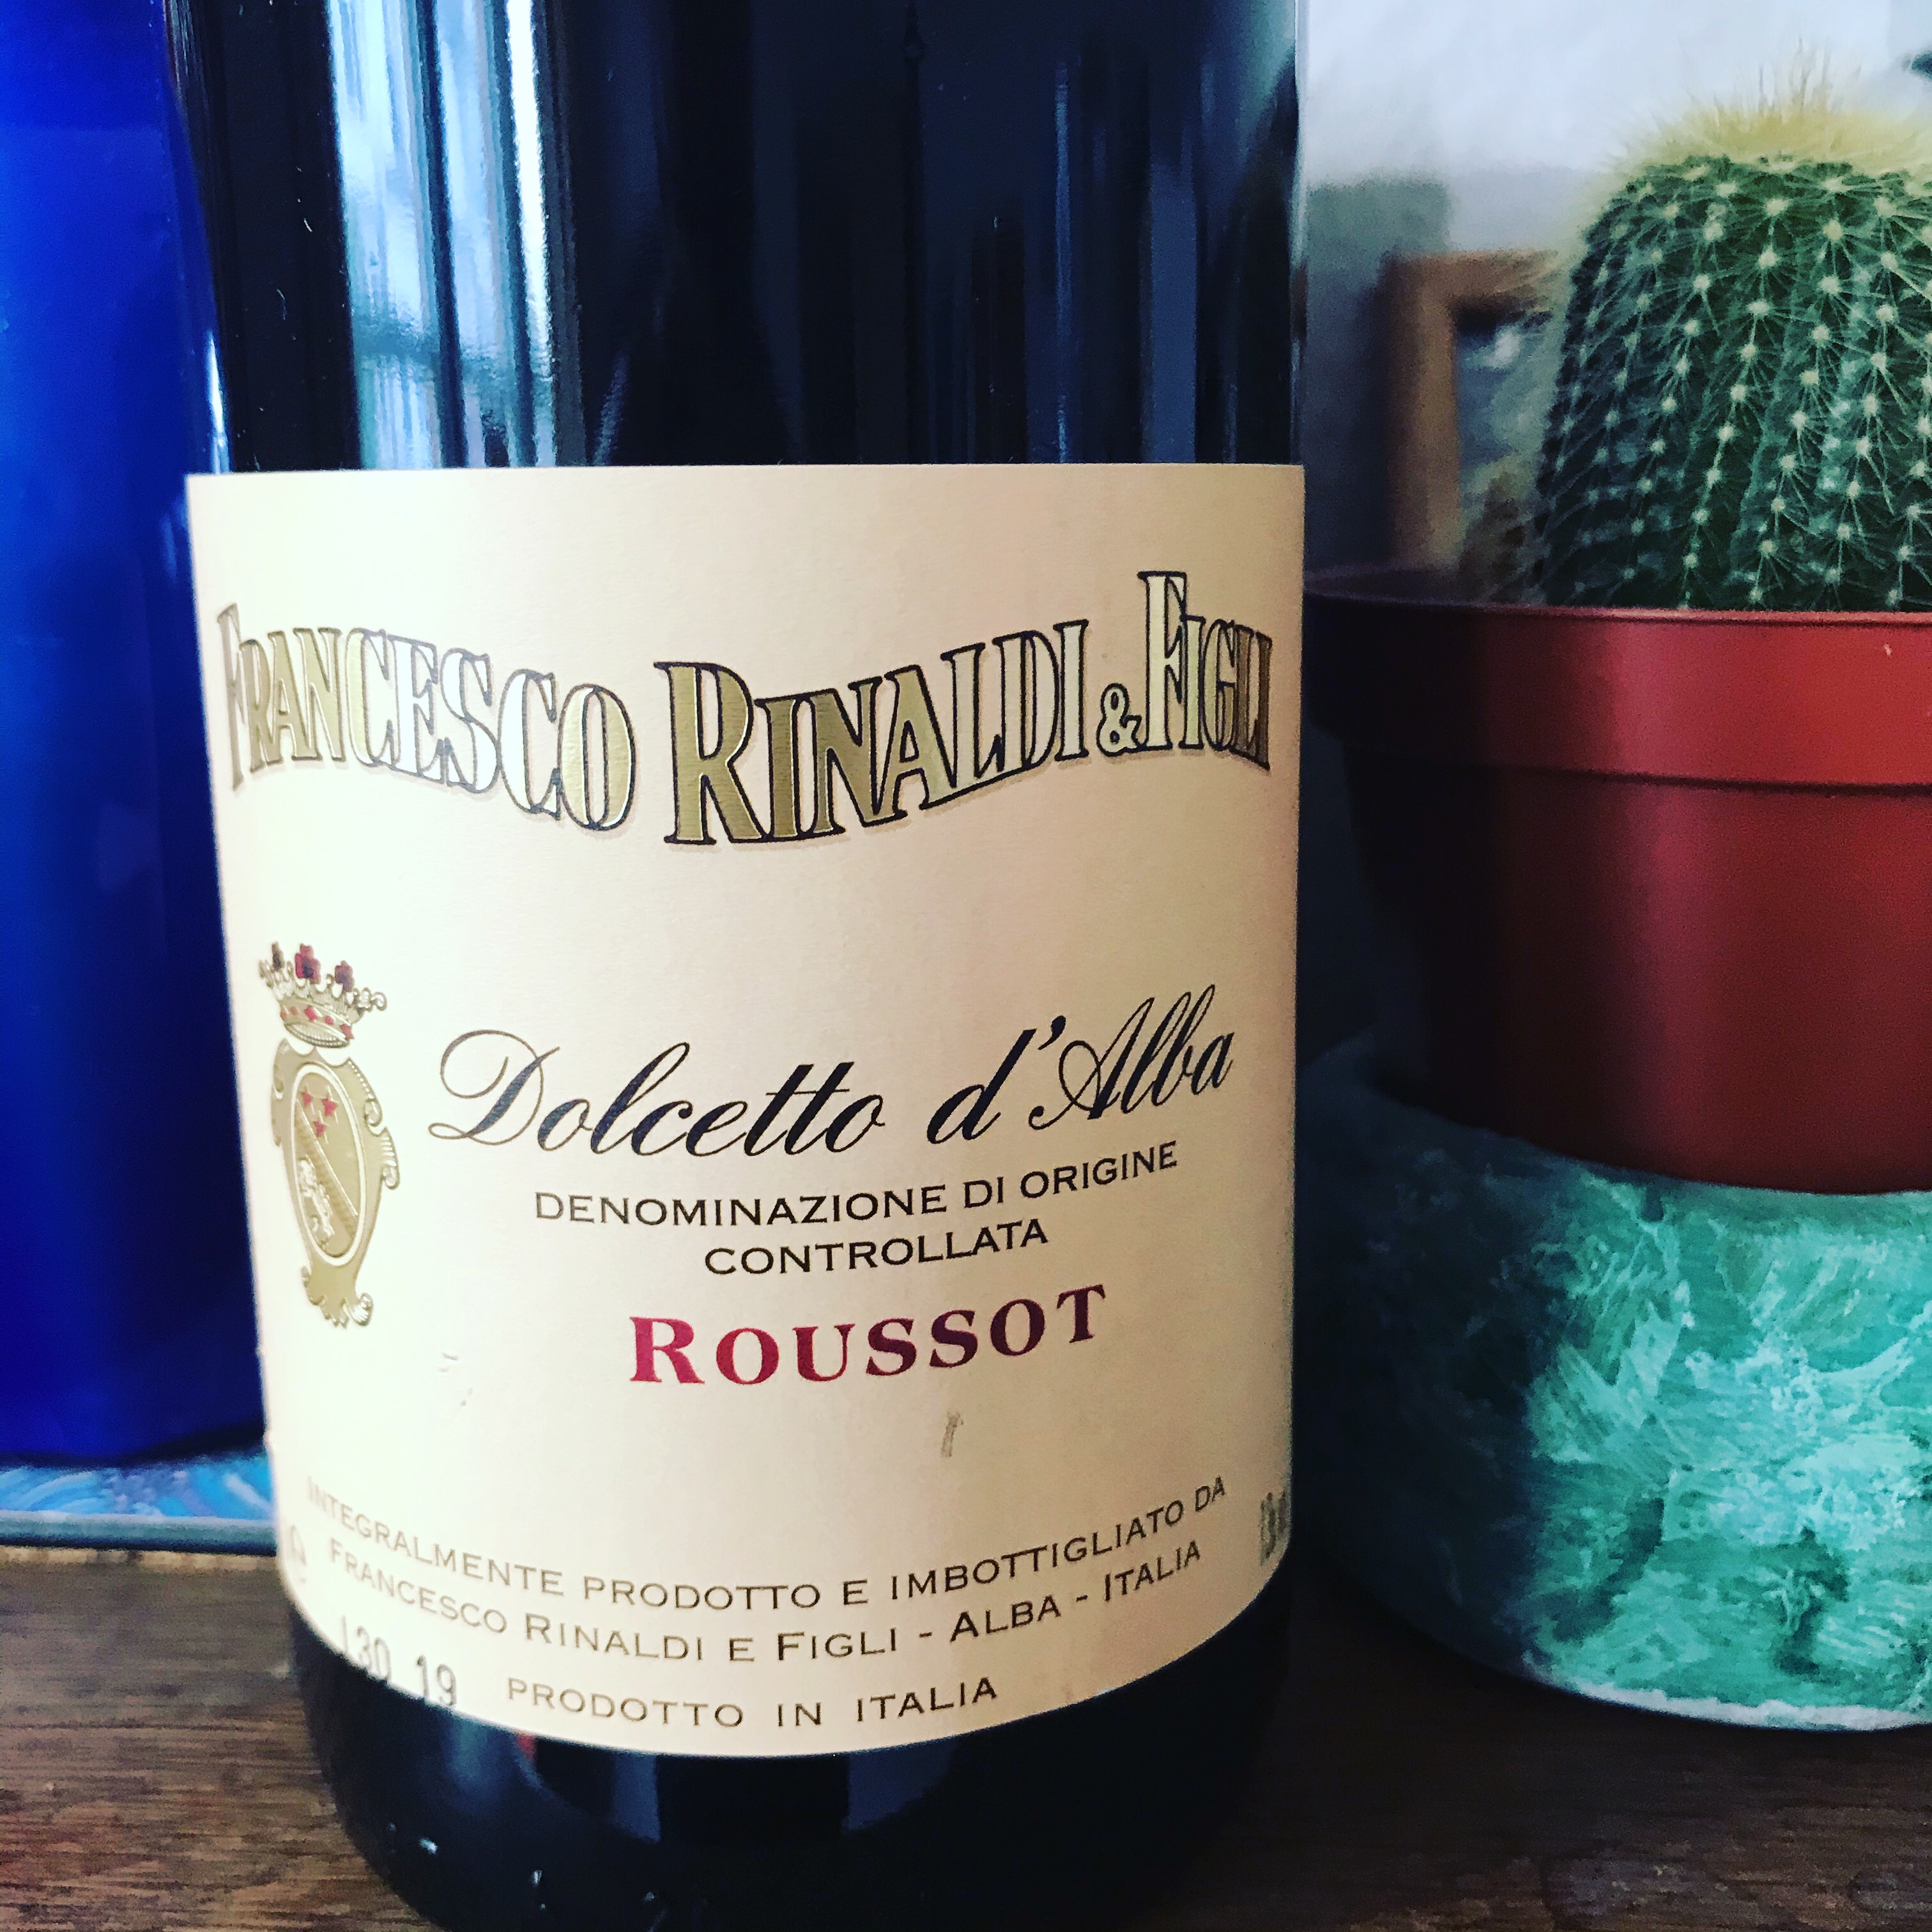 FRANCESCO RINALDI & FIGLI
Dolcetto d'Alba
DENOMINAZIONE DI ORIGINE
CONTROLLATA
ROUSSOT
INTEGRALMENTE PRODOTTO E IMBOTTIGLIATO DA
FRANCESCO RINALDI E FIGLI - ALBA - ITALIA
L30 19
PRODOTTO IN ITALIA